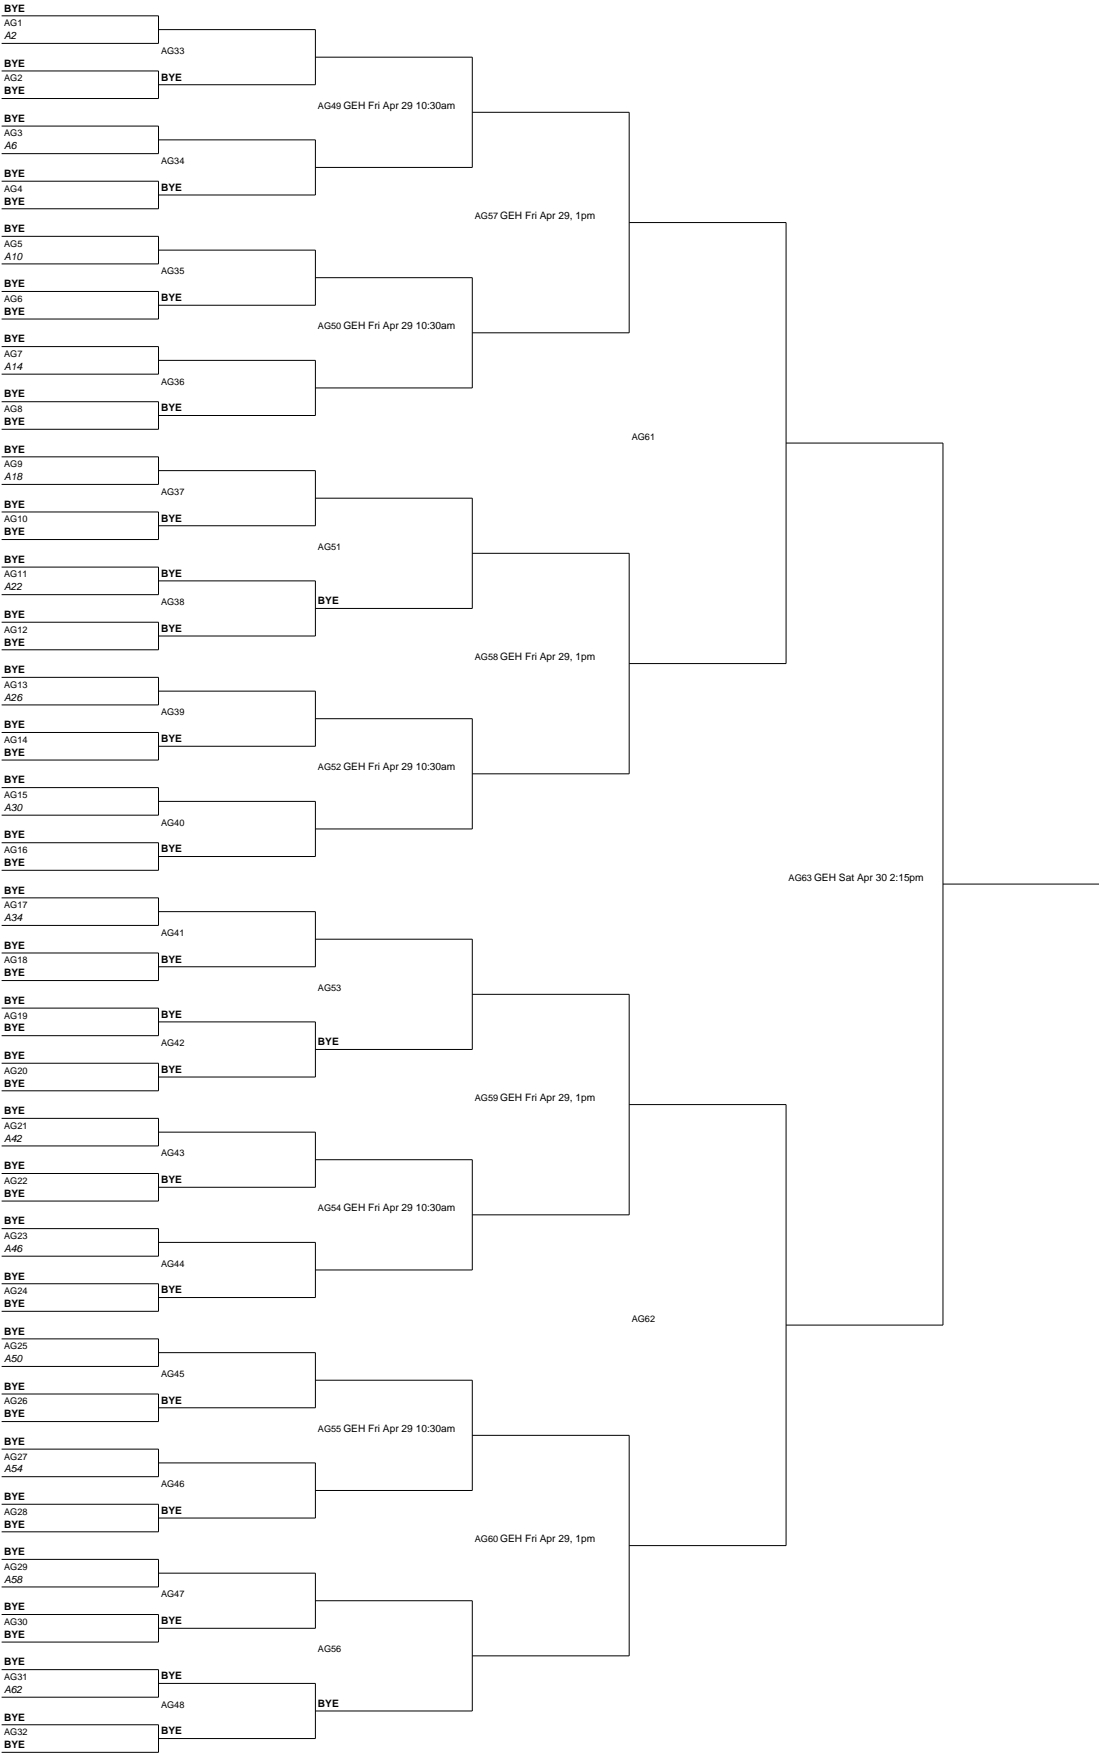 BYE
AG1
A2
AG33
BYE
AG2
BYE
BYE
AG49 GEH Fri Apr 29 10:30am
BYE
AG3
A6
AG34
BYE
AG4
BYE
BYE
AG57 GEH Fri Apr 29, 1pm
BYE
AG5
A10
AG35
BYE
AG6
BYE
BYE
AG50 GEH Fri Apr 29 10:30am
BYE
AG7
A14
AG36
BYE
AG8
BYE
BYE
AG61
BYE
AG9
A18
AG37
BYE
AG10
BYE
BYE
AG51
BYE
AG11
BYE
A22
AG38
BYE
BYE
AG12
BYE
BYE
AG58 GEH Fri Apr 29, 1pm
BYE
AG13
A26
AG39
BYE
AG14
BYE
BYE
AG52 GEH Fri Apr 29 10:30am
BYE
AG15
A30
AG40
BYE
AG16
BYE
BYE
AG63 GEH Sat Apr 30 2:15pm
BYE
AG17
A34
AG41
BYE
AG18
BYE
BYE
AG53
BYE
AG19
BYE
BYE
AG42
BYE
BYE
AG20
BYE
BYE
AG59 GEH Fri Apr 29, 1pm
BYE
AG21
A42
AG43
BYE
AG22
BYE
BYE
AG54 GEH Fri Apr 29 10:30am
BYE
AG23
A46
AG44
BYE
AG24
BYE
BYE
AG62
BYE
AG25
A50
AG45
BYE
AG26
BYE
BYE
AG55 GEH Fri Apr 29 10:30am
BYE
AG27
A54
AG46
BYE
AG28
BYE
BYE
AG60 GEH Fri Apr 29, 1pm
BYE
AG29
A58
AG47
BYE
AG30
BYE
BYE
AG56
BYE
AG31
BYE
A62
AG48
BYE
BYE
AG32
BYE
BYE